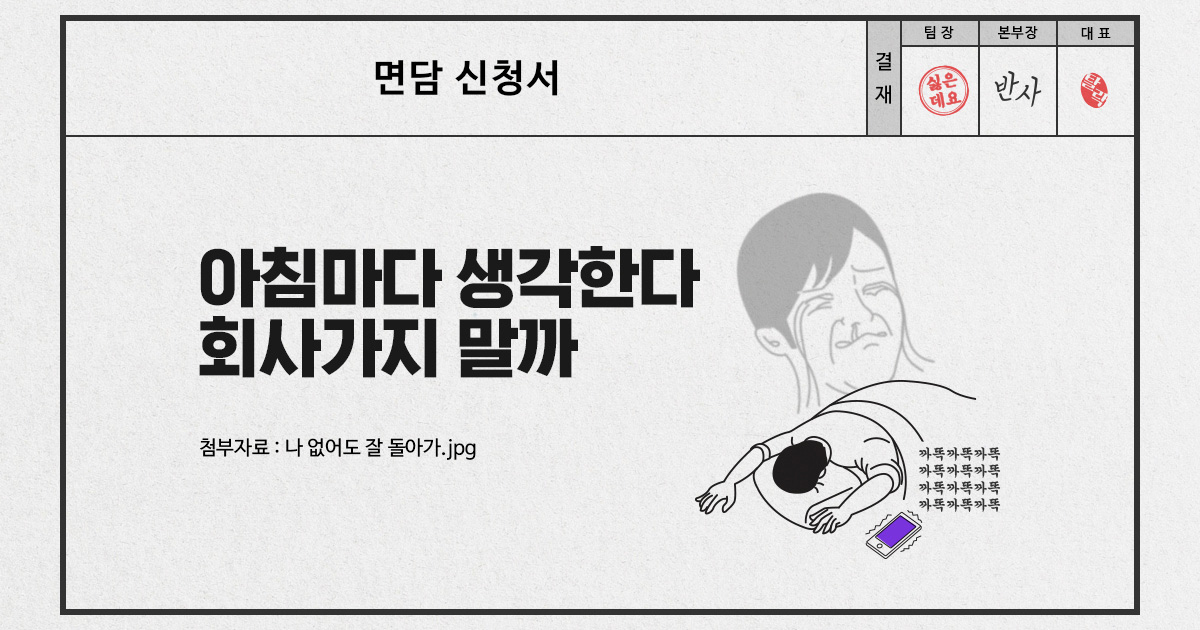 면담 신청서
결재
팀 장
본부장
대 표
싫은
데요
반사
아침마다 생각한다
회사가지 말까
첨부자료 : 나 없어도 잘 돌아가.jpg
까똑까똑까똑
까똑까똑까똑
까똑까똑까똑
까똑까똑까똑